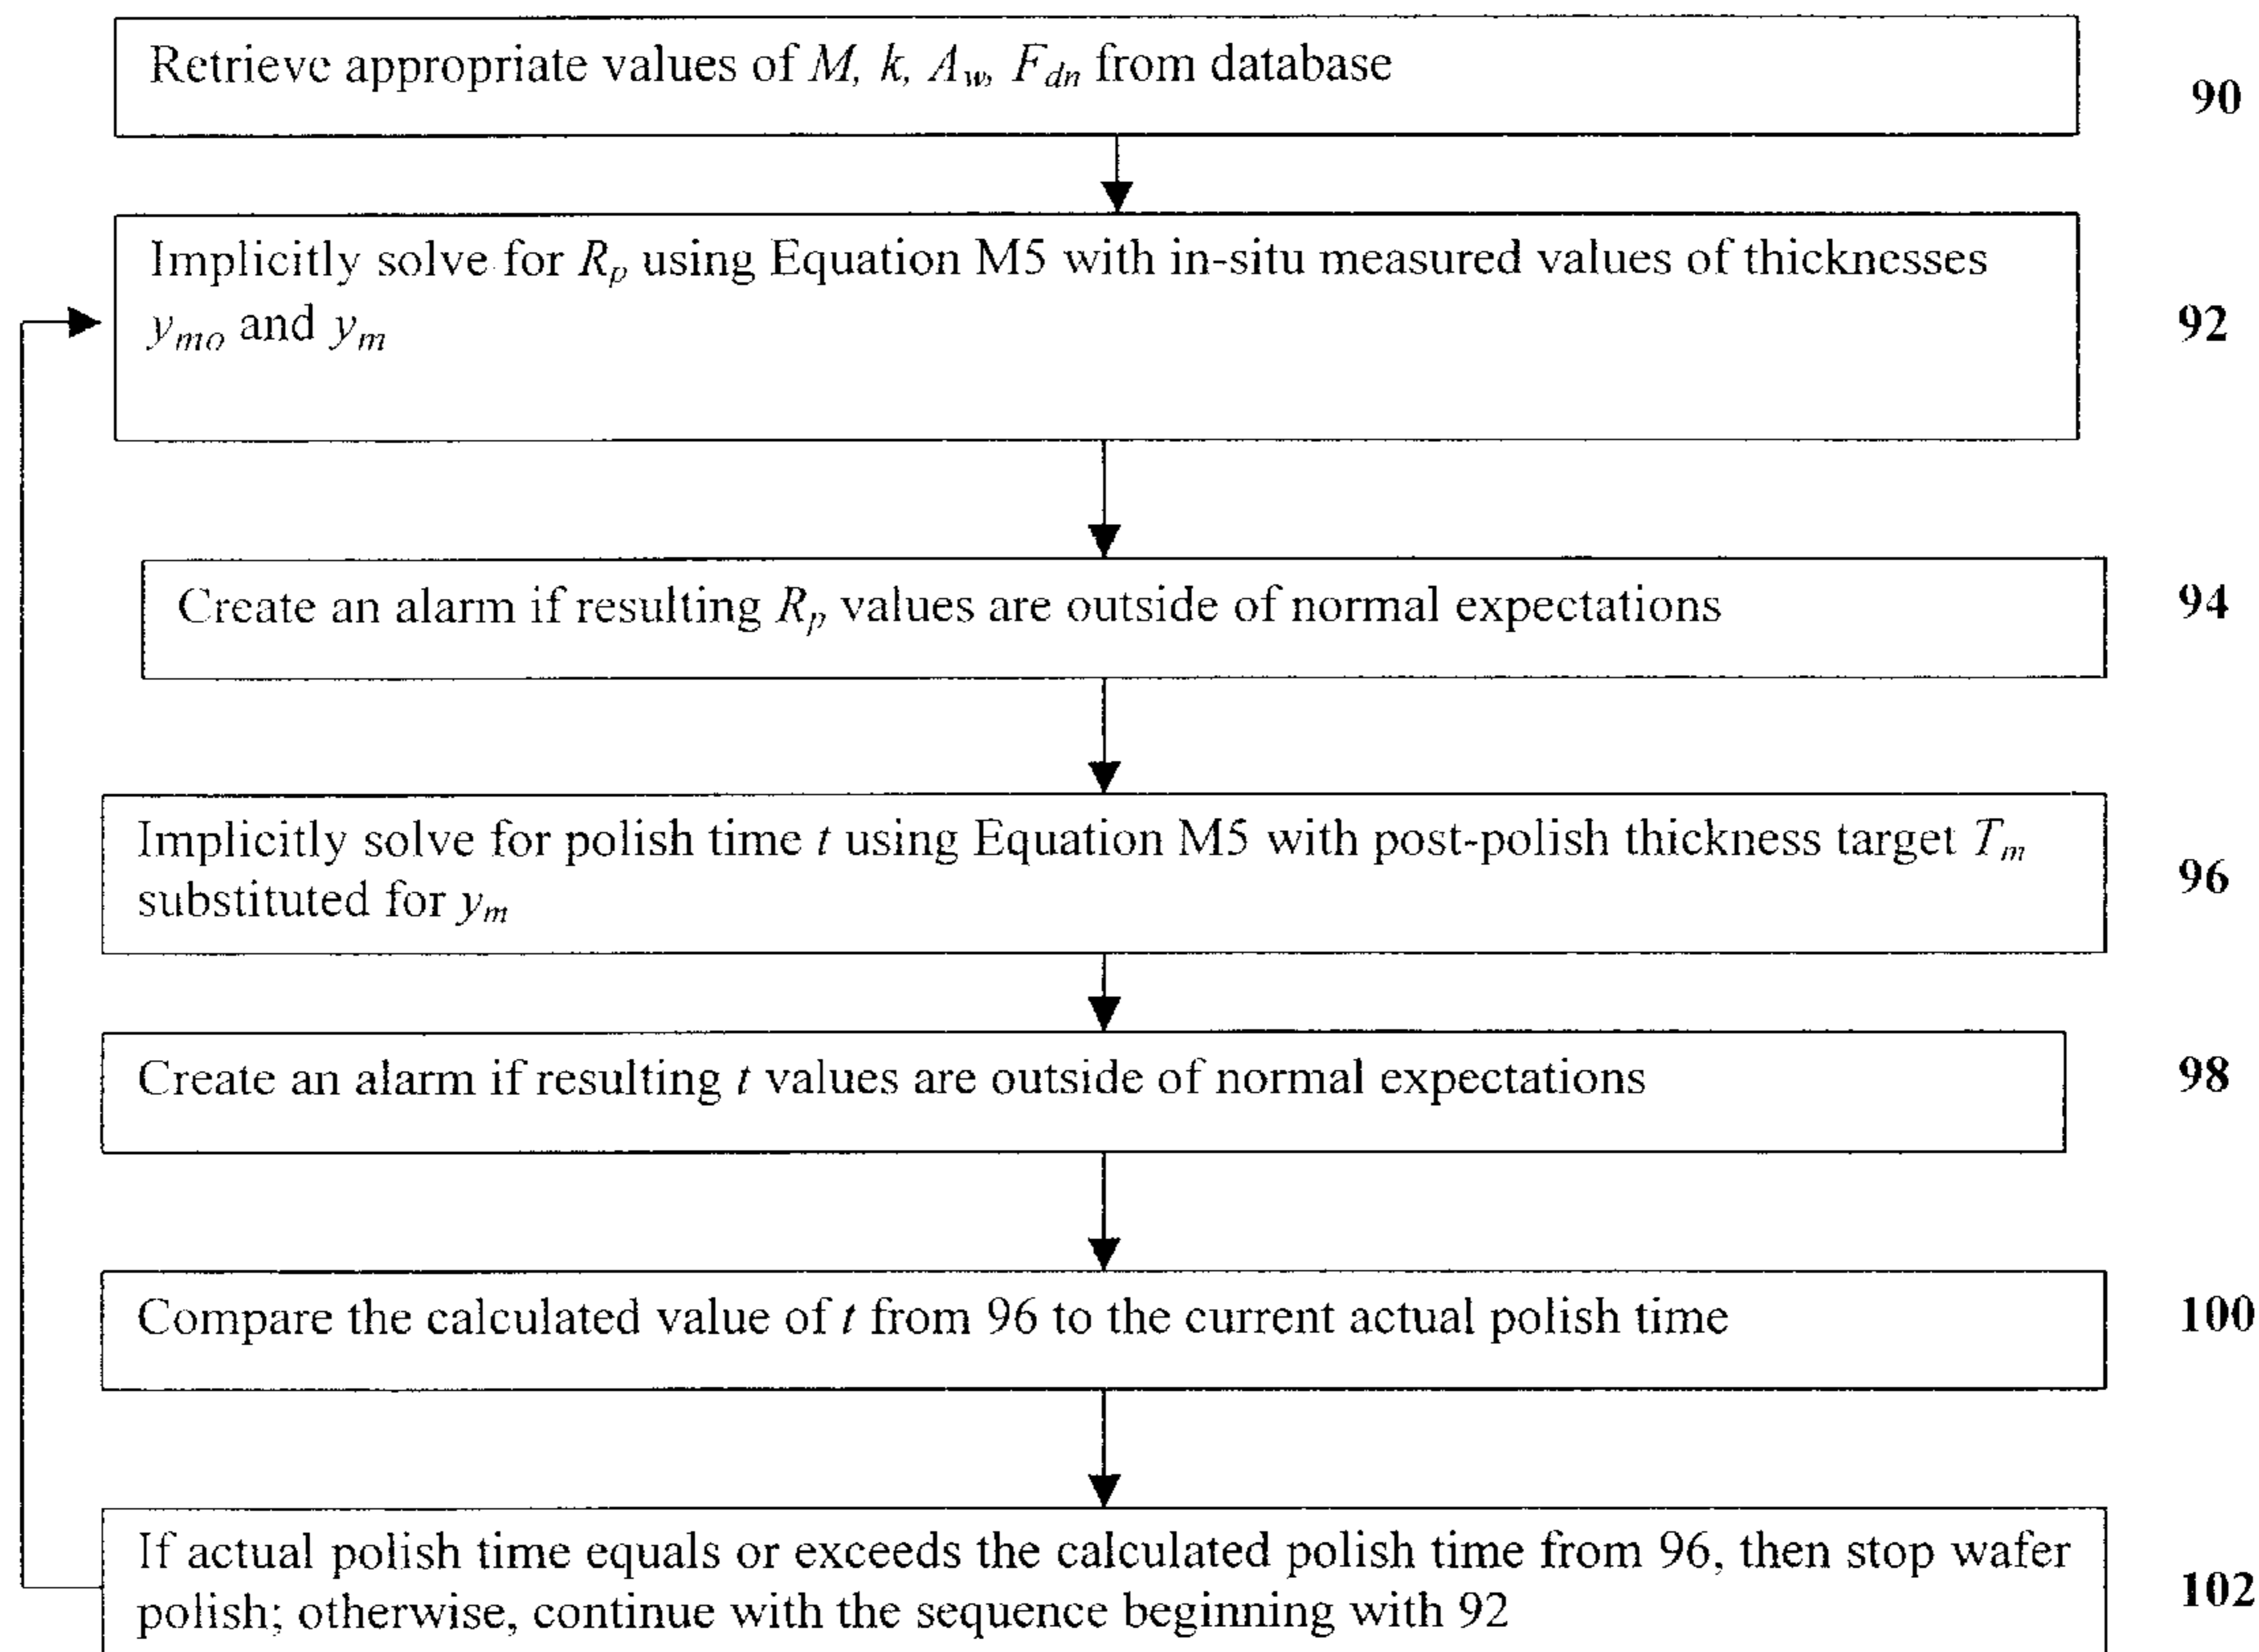 Retrieve appropriate values of M, k, Aw, Fdn from database
90
Implicitly solve for Rp using Equation M5 with in-situ measured values of thicknesses
ymo and ym
92
Create an alarm if resulting Rp values are outside of normal expectations
94
Implicitly solve for polish time t using Equation M5 with post-polish thickness target Tm
substituted for ym
96
Create an alarm if resulting t values are outside of normal expectations
98
Compare the calculated value of t from 96 to the current actual polish time
100
If actual polish time equals or exceeds the calculated polish time from 96, then stop wafer
polish; otherwise, continue with the sequence beginning with 92
102